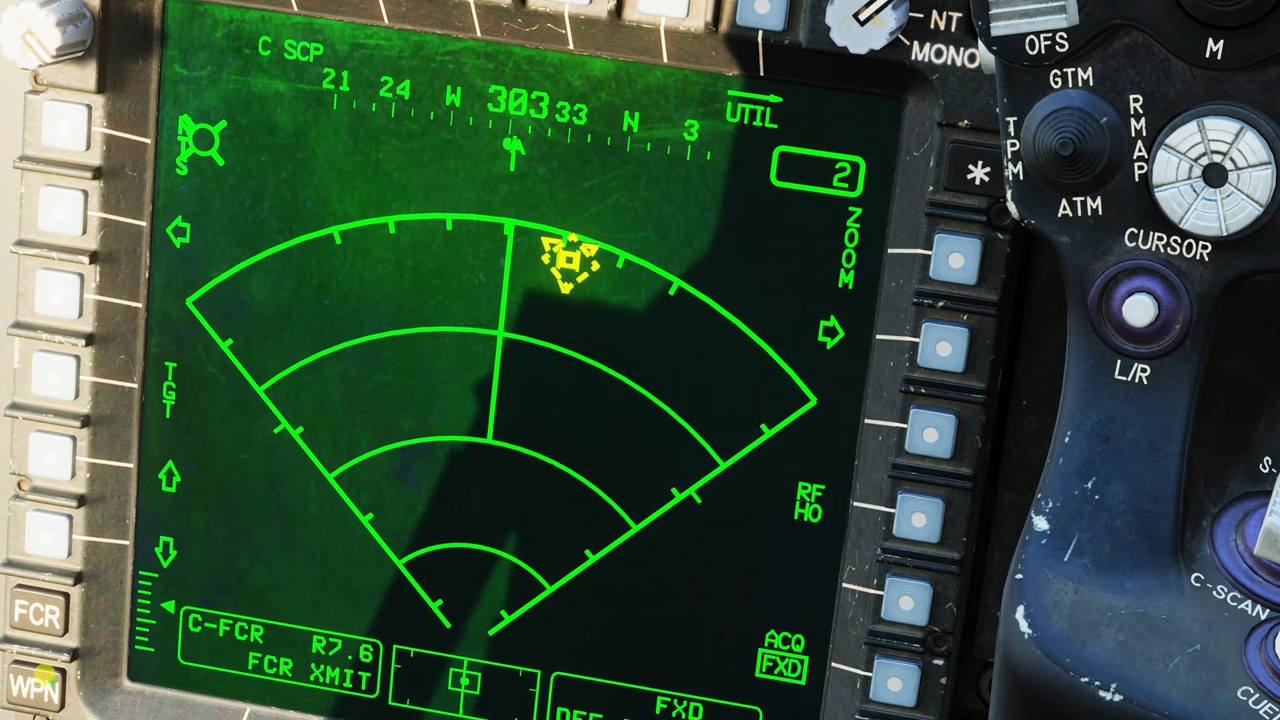 C SCP
21 24 W 303 33 N 3
UTIL
2
NTS
ZOOM
TGT
RF
HO
ACQ
FXD
C-FCR R7.6
FCR XMIT
FXD
FCR
WPN
NT
MONO
OFS
M
GTM
RMAP
TPM
ATM
*
CURSOR
L/R
C-SCAN